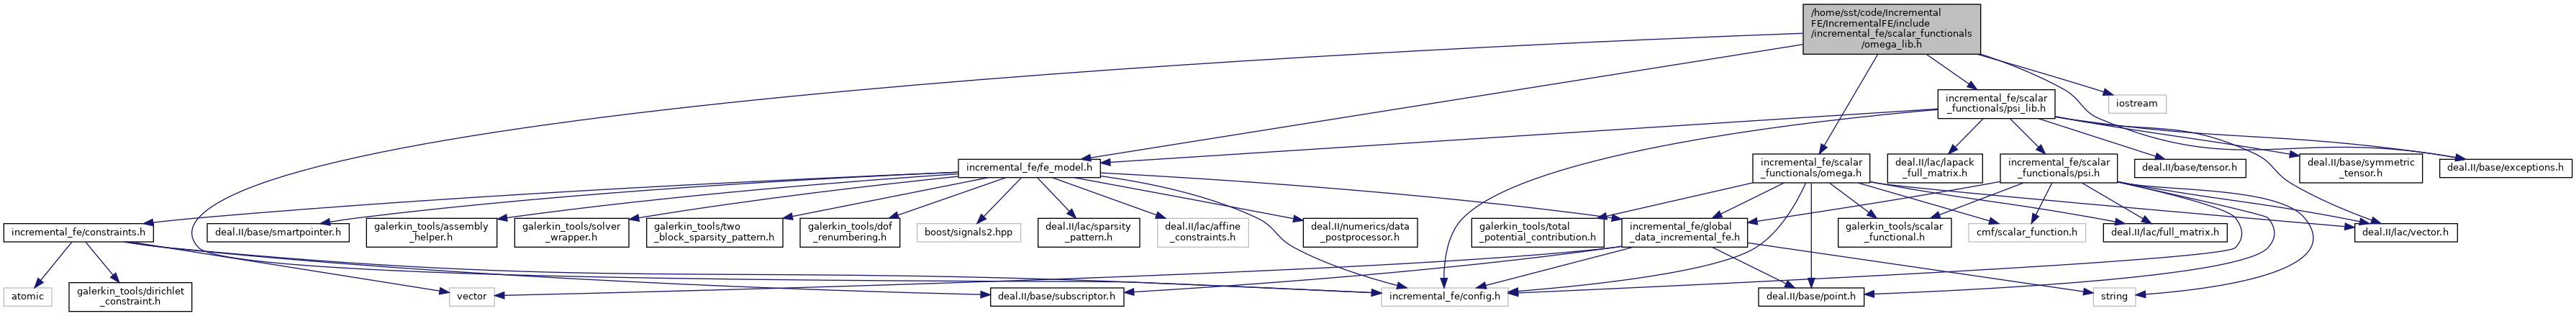 /home/sst/code/Incremental
FE/IncrementalFE/include
/incremental_fe/scalar_functionals
/omega_lib.h
incremental_fe/scalar
_functionals/psi_lib.h
iostream
incremental_fe/fe_model.h
incremental_fe/scalar
_functionals/omega.h
deal.II/lac/lapack
_full_matrix.h
incremental_fe/scalar
_functionals/psi.h
deal.II/base/tensor.h
deal.II/base/symmetric
_tensor.h
deal.II/base/exceptions.h
incremental_fe/constraints.h
deal.II/base/smartpointer.h
galerkin_tools/assembly
_helper.h
galerkin_tools/solver
_wrapper.h
galerkin_tools/two
_block_sparsity_pattern.h
galerkin_tools/dof
_renumbering.h
boost/signals2.hpp
deal.II/lac/sparsity
_pattern.h
deal.II/lac/affine
_constraints.h
deal.II/numerics/data
_postprocessor.h
galerkin_tools/total
_potential_contribution.h
incremental_fe/global
_data_incremental_fe.h
galerkin_tools/scalar
_functional.h
cmf/scalar_function.h
deal.II/lac/full_matrix.h
deal.II/lac/vector.h
atomic
galerkin_tools/dirichlet
_constraint.h
vector
deal.II/base/subscriptor.h
incremental_fe/config.h
deal.II/base/point.h
string